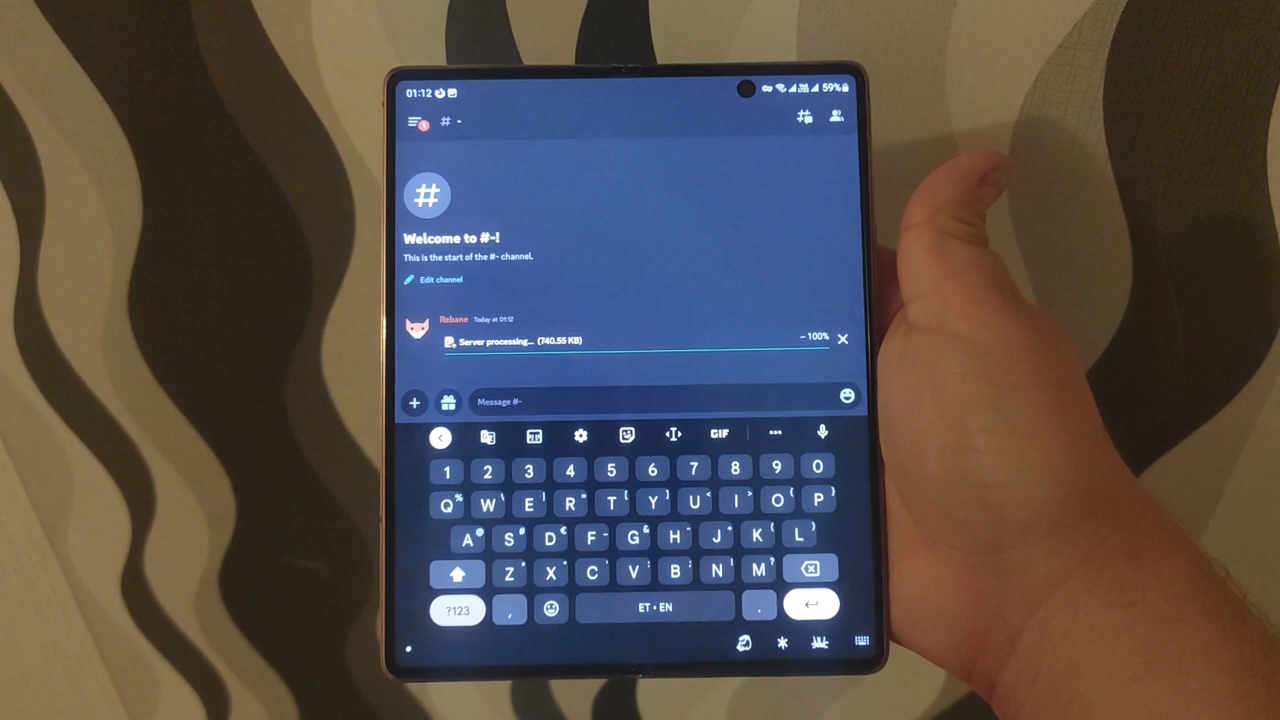 01:12 59%
1 # -
#
Welcome to #-!
This is the start of the #- channel.
Edit channel
Rebane Today at 01:12
Server processing... (740.55 KB) – 100%
Message #-
GIF
1 2 3 4 5 6 7 8 9 0
Q% W\ E| R= T[ Y] U< I> O{ P}
A@ S# D€ F- G& H- J+ K( L)
Z* X" C' V: B; N! M?
?123 , ET • EN .